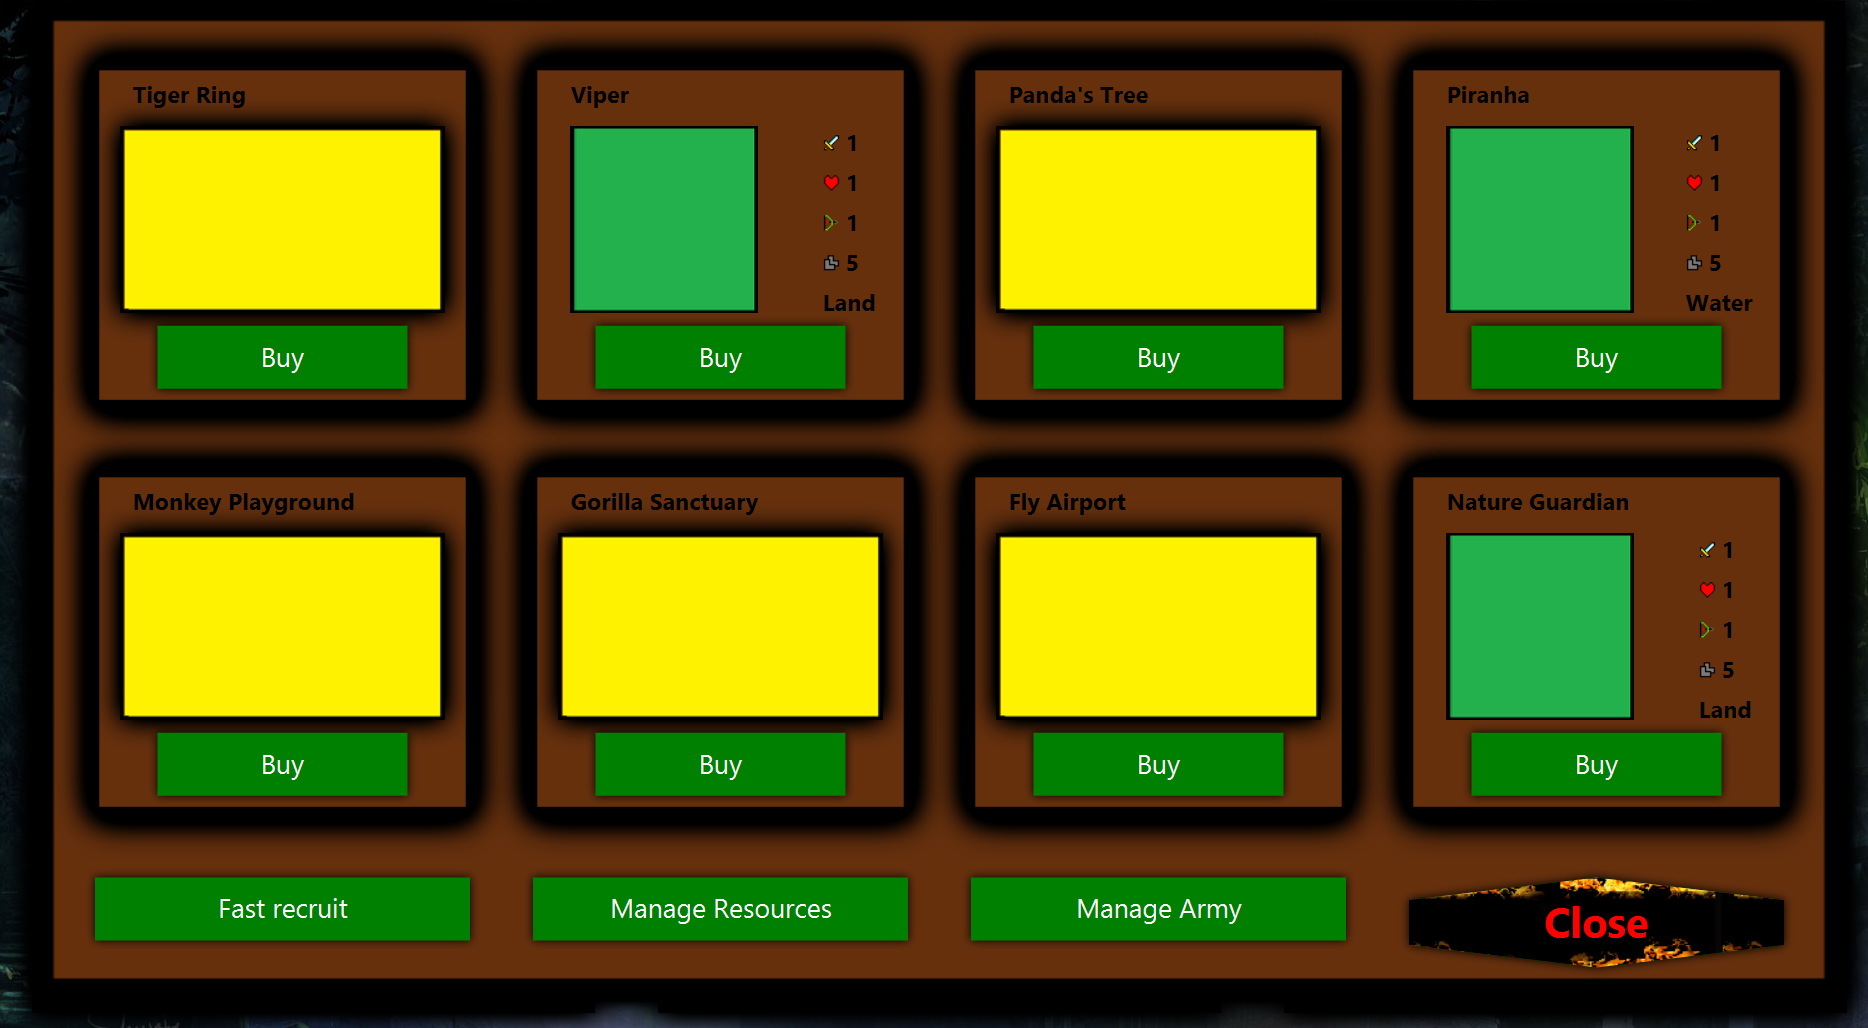 Tiger Ring
Buy
Viper
1
1
1
5
Land
Buy
Panda's Tree
Buy
Piranha
1
1
1
5
Water
Buy
Monkey Playground
Buy
Gorilla Sanctuary
Buy
Fly Airport
Buy
Nature Guardian
1
1
1
5
Land
Buy
Fast recruit
Manage Resources
Manage Army
Close